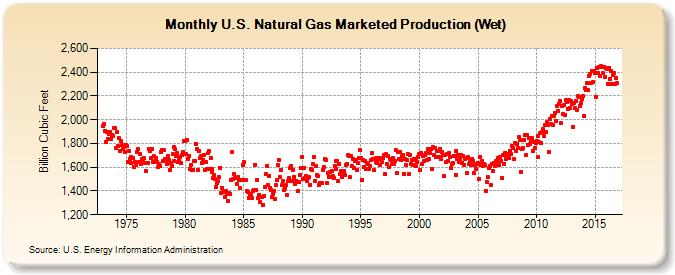 Monthly U.S. Natural Gas Marketed Production (Wet)
Billion Cubic Feet
2,600
2,400
2,200
2,000
1,800
1,600
1,400
1,200
1975 1980 1985 1990 1995 2000 2005 2010 2015
Source: U.S. Energy Information Administration